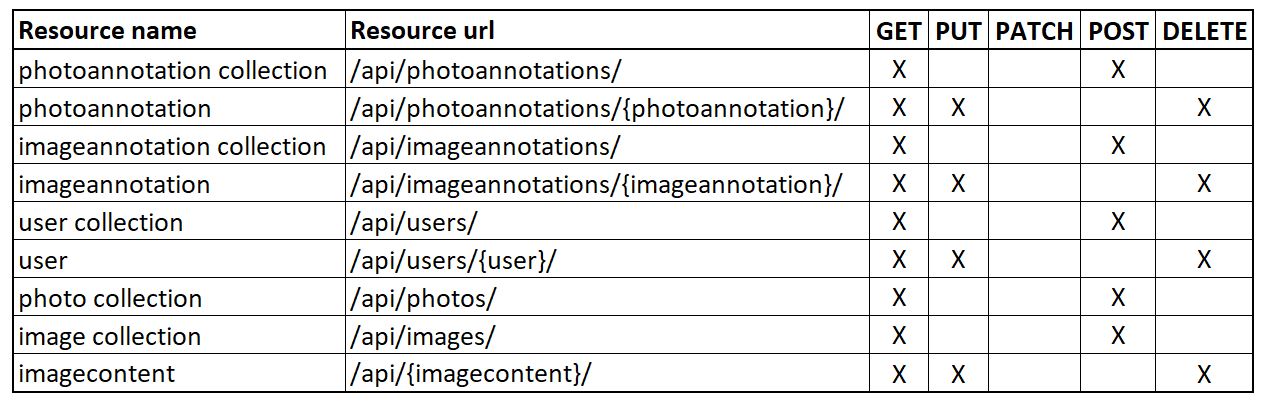 Resource name Resource url GET PUT PATCH POST DELETE
photoannotation collection /api/photoannotations/ X X
photoannotation /api/photoannotations/{photoannotation}/ X X X
imageannotation collection /api/imageannotations/ X X
imageannotation /api/imageannotations/{imageannotation}/ X X X
user collection /api/users/ X X
user /api/users/{user}/ X X X
photo collection /api/photos/ X X
image collection /api/images/ X X
imagecontent /api/{imagecontent}/ X X X